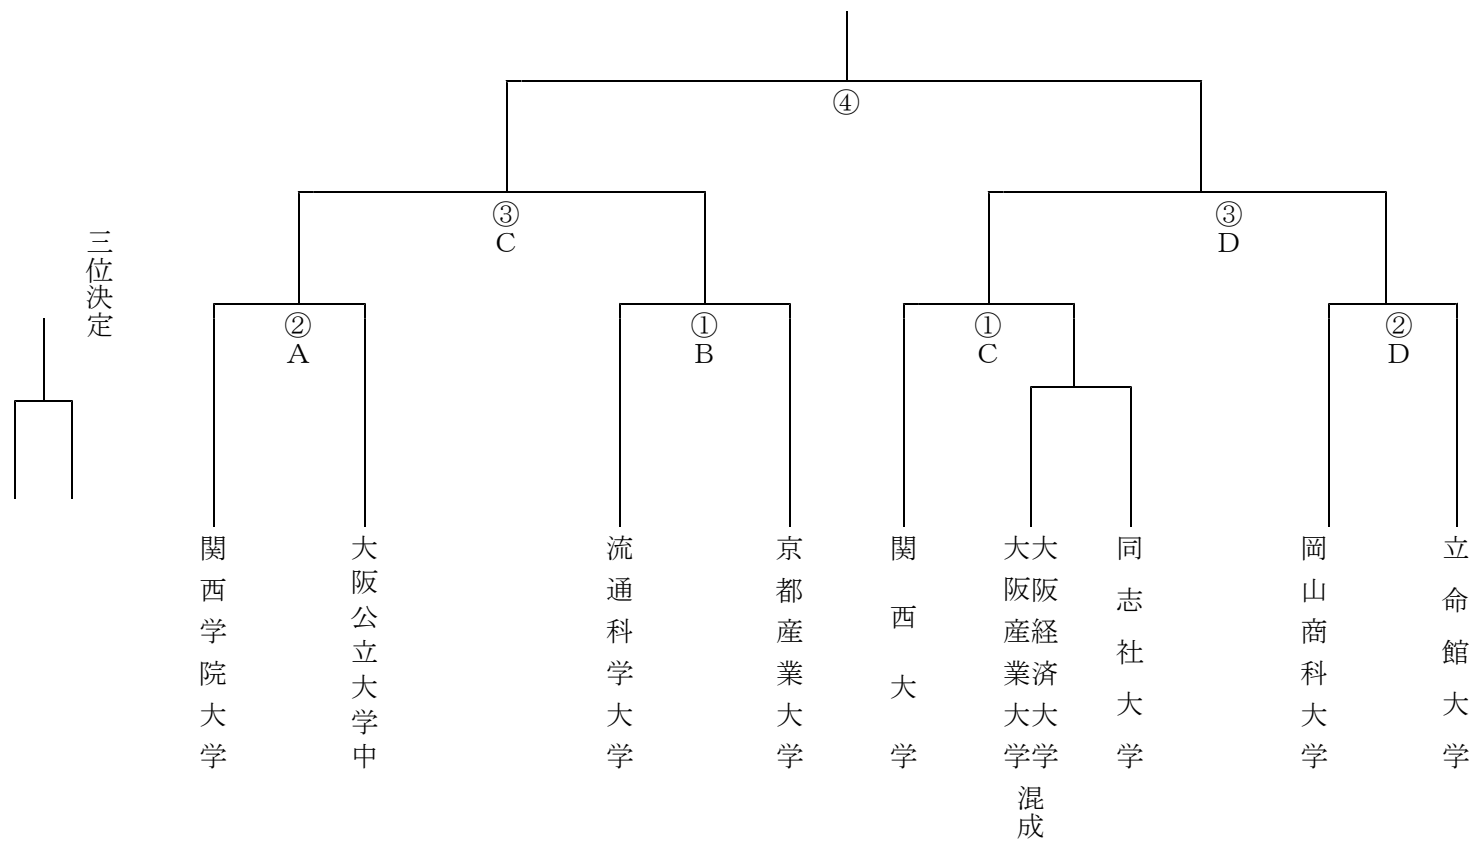 ④
③
C
③
D
三位決定
②
A
①
B
①
C
②
D
関西学院大学
大阪公立大学中
流通科学大学
京都産業大学
関西大学
大阪経済大学
大阪産業大学
混成
同志社大学
岡山商科大学
立命館大学